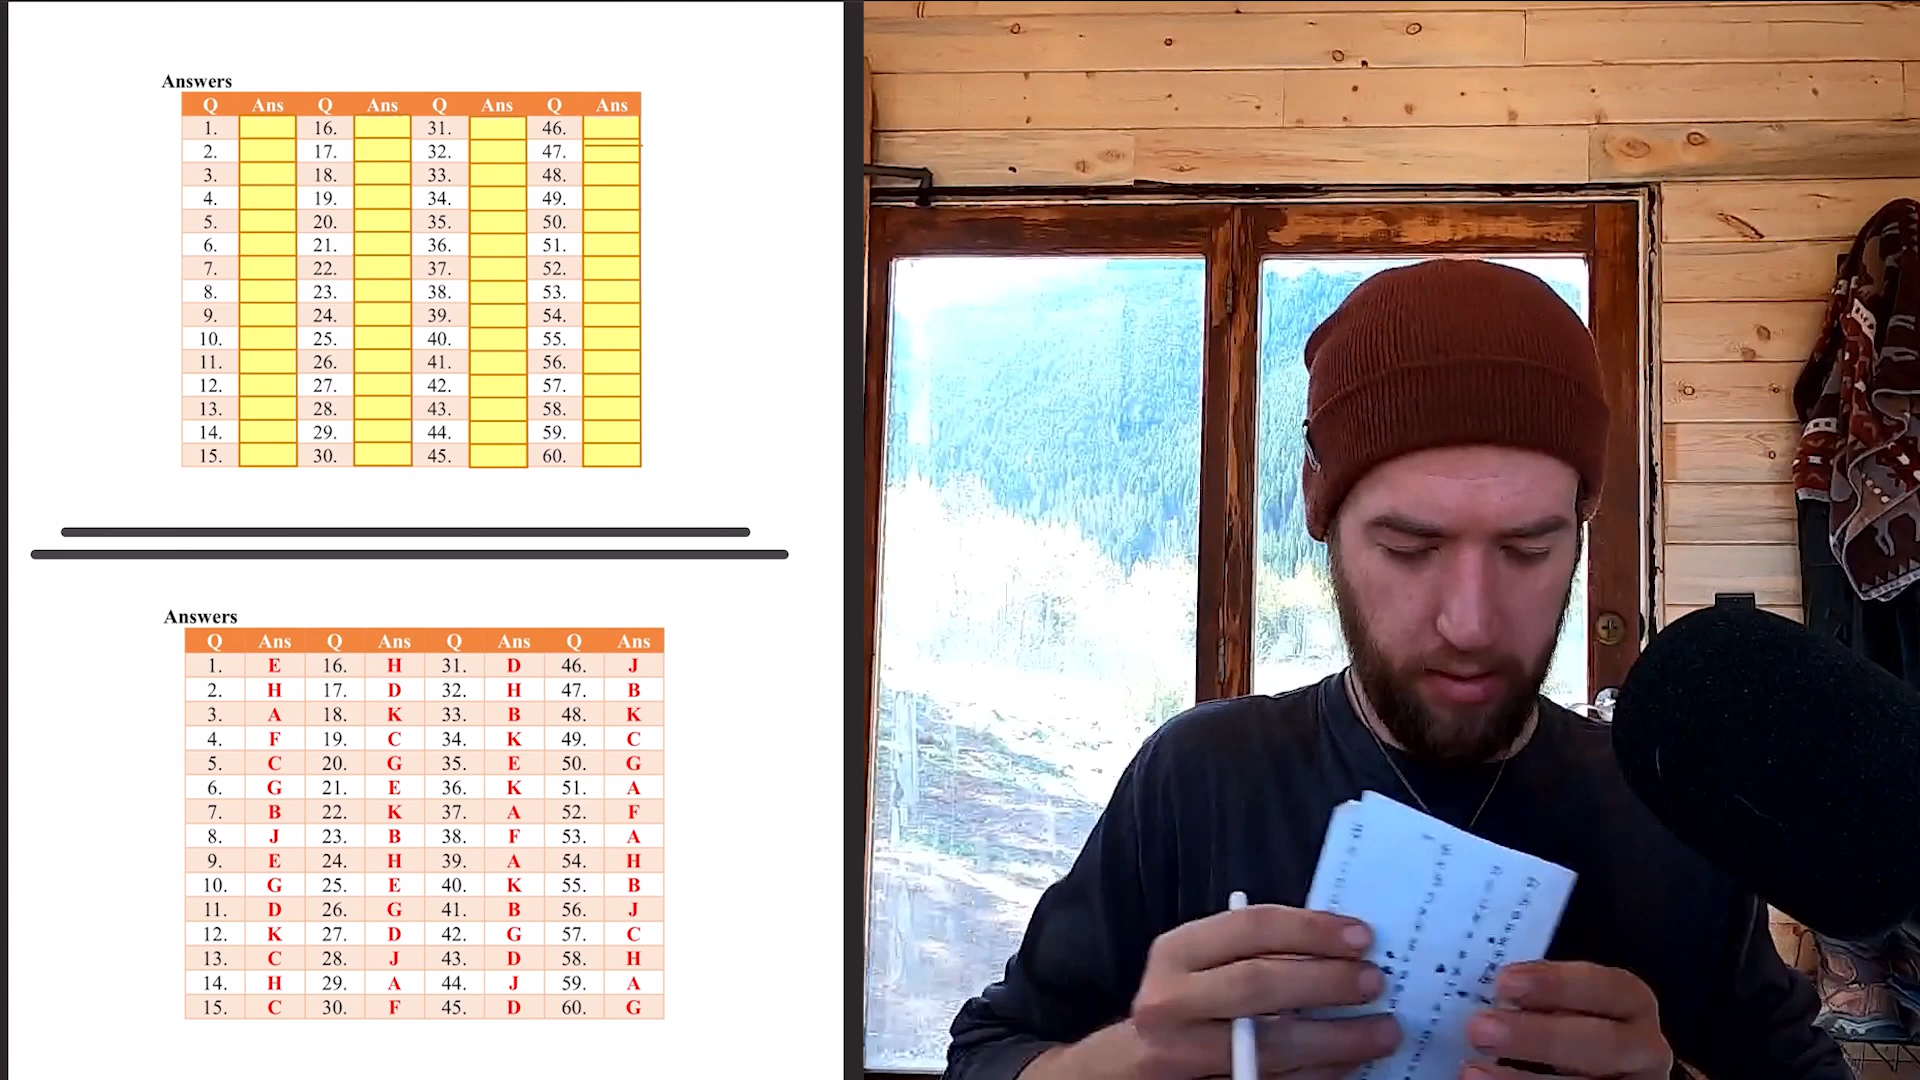 Answers
Q Ans Q Ans Q Ans Q Ans
1. 16. 31. 46.
2. 17. 32. 47.
3. 18. 33. 48.
4. 19. 34. 49.
5. 20. 35. 50.
6. 21. 36. 51.
7. 22. 37. 52.
8. 23. 38. 53.
9. 24. 39. 54.
10. 25. 40. 55.
11. 26. 41. 56.
12. 27. 42. 57.
13. 28. 43. 58.
14. 29. 44. 59.
15. 30. 45. 60.
Answers
Q Ans Q Ans Q Ans Q Ans
1. E 16. H 31. D 46. J
2. H 17. D 32. H 47. B
3. A 18. K 33. B 48. K
4. F 19. C 34. K 49. C
5. C 20. G 35. E 50. G
6. G 21. E 36. K 51. A
7. B 22. K 37. A 52. F
8. J 23. B 38. F 53. A
9. E 24. H 39. A 54. H
10. G 25. E 40. K 55. B
11. D 26. G 41. B 56. J
12. K 27. D 42. G 57. C
13. C 28. J 43. D 58. H
14. H 29. A 44. J 59. A
15. C 30. F 45. D 60. G